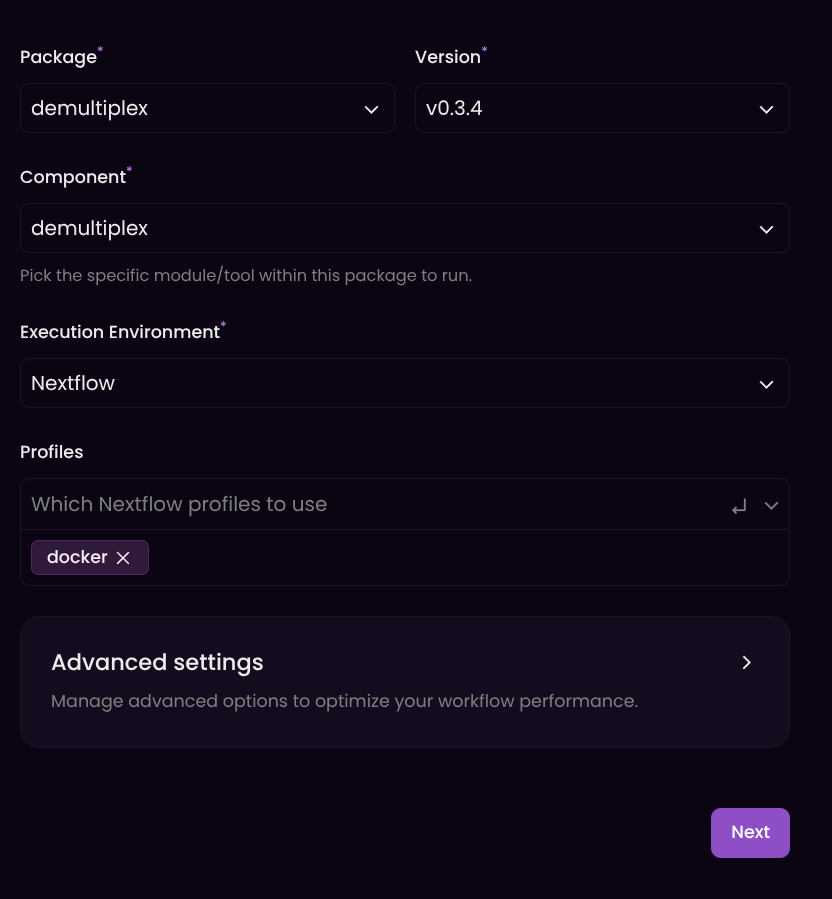 Package* Version*
demultiplex v0.3.4
Component*
demultiplex
Pick the specific module/tool within this package to run.
Execution Environment*
Nextflow
Profiles
Which Nextflow profiles to use
docker
Advanced settings
Manage advanced options to optimize your workflow performance.
Next